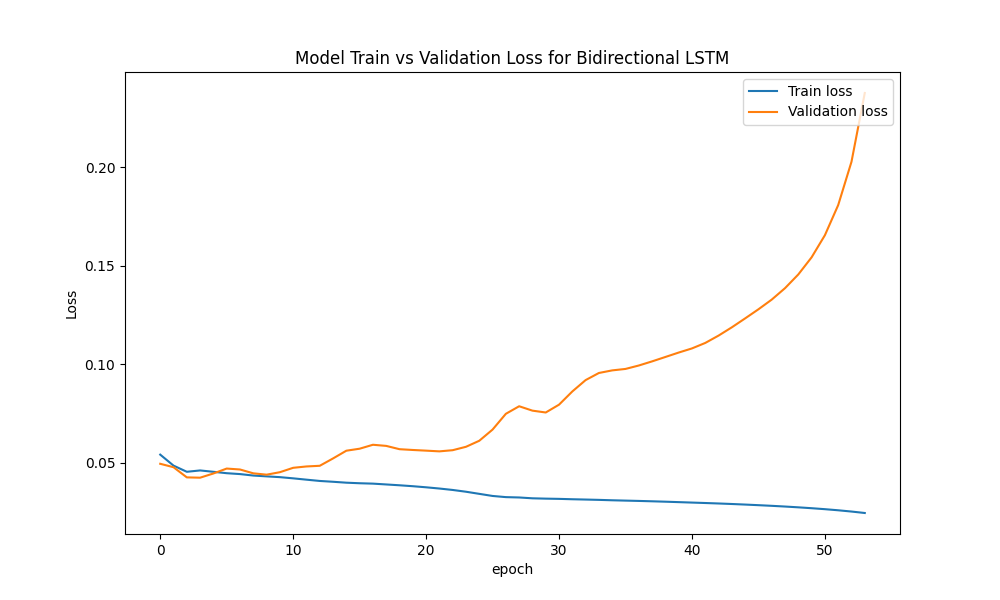 Model Train vs Validation Loss for Bidirectional LSTM
Train loss
Validation loss
0.20
0.15
0.10
0.05
Loss
0 10 20 30 40 50
epoch